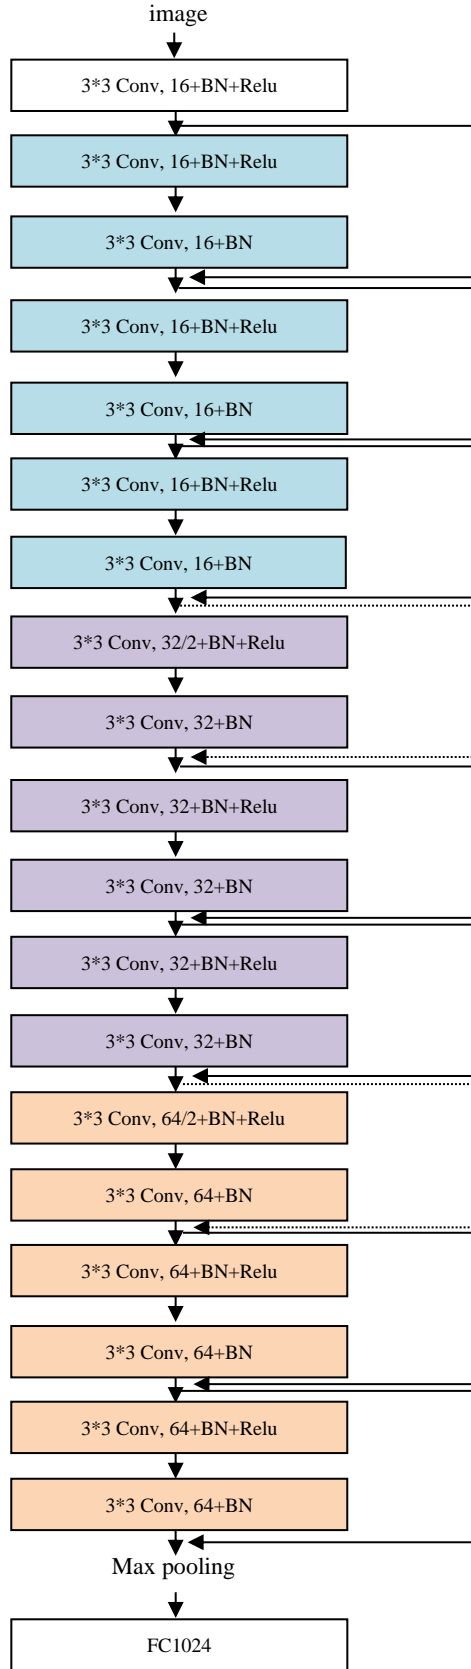 image
3*3 Conv, 16+BN+Relu
3*3 Conv, 16+BN+Relu
3*3 Conv, 16+BN
3*3 Conv, 16+BN+Relu
3*3 Conv, 16+BN
3*3 Conv, 16+BN+Relu
3*3 Conv, 16+BN
3*3 Conv, 32/2+BN+Relu
3*3 Conv, 32+BN
3*3 Conv, 32+BN+Relu
3*3 Conv, 32+BN
3*3 Conv, 32+BN+Relu
3*3 Conv, 32+BN
3*3 Conv, 64/2+BN+Relu
3*3 Conv, 64+BN
3*3 Conv, 64+BN+Relu
3*3 Conv, 64+BN
3*3 Conv, 64+BN+Relu
3*3 Conv, 64+BN
Max pooling
FC1024